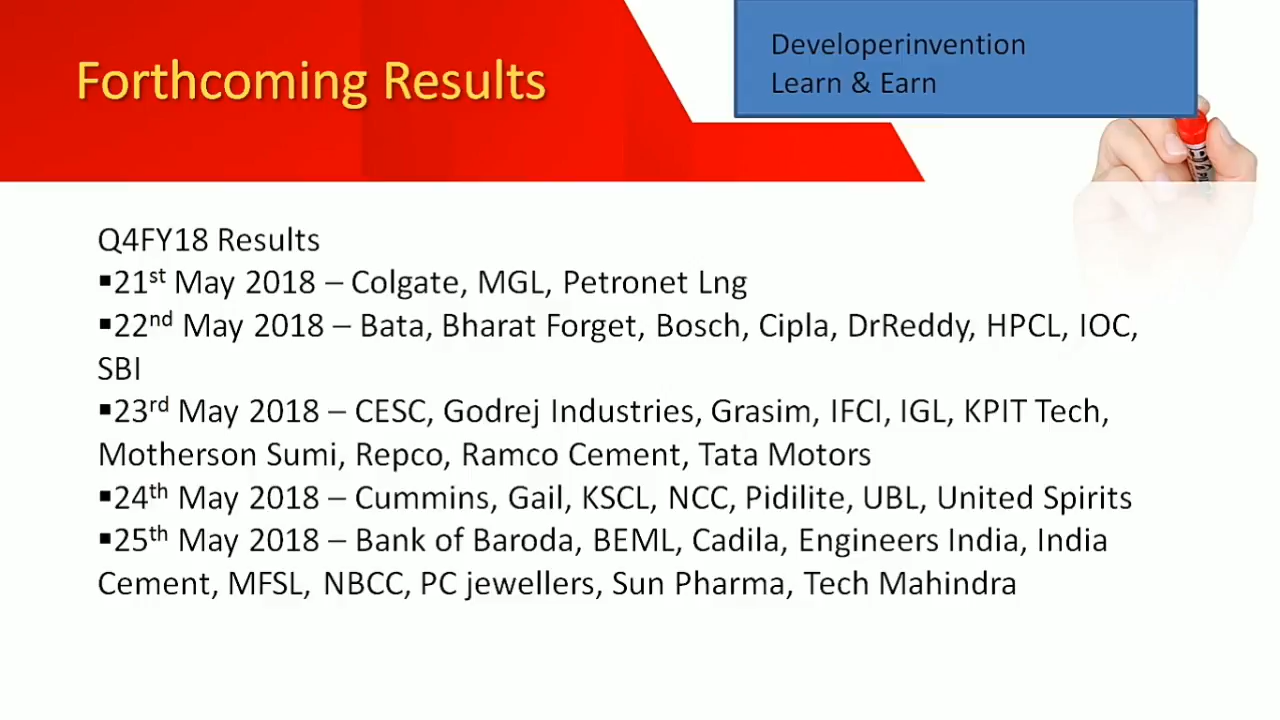 Forthcoming Results
Developerinvention
Learn & Earn
Q4FY18 Results
▪21st May 2018 – Colgate, MGL, Petronet Lng
▪22nd May 2018 – Bata, Bharat Forget, Bosch, Cipla, DrReddy, HPCL, IOC,
SBI
▪23rd May 2018 – CESC, Godrej Industries, Grasim, IFCI, IGL, KPIT Tech,
Motherson Sumi, Repco, Ramco Cement, Tata Motors
▪24th May 2018 – Cummins, Gail, KSCL, NCC, Pidilite, UBL, United Spirits
▪25th May 2018 – Bank of Baroda, BEML, Cadila, Engineers India, India
Cement, MFSL, NBCC, PC jewellers, Sun Pharma, Tech Mahindra